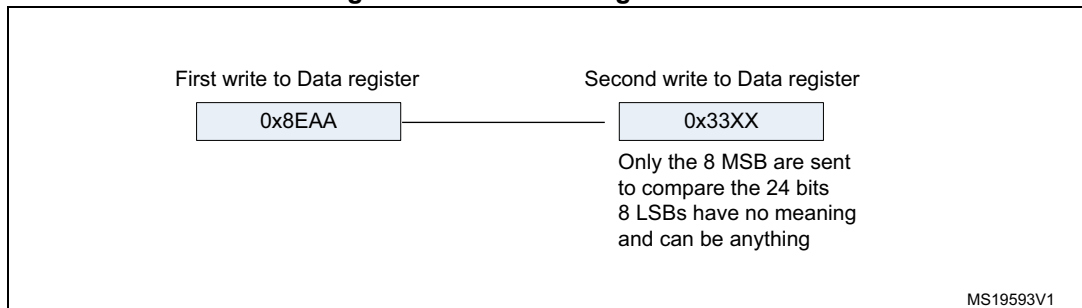 First write to Data register
Second write to Data register
0x8EAA
0x33XX
Only the 8 MSB are sent
to compare the 24 bits
8 LSBs have no meaning
and can be anything
MS19593V1